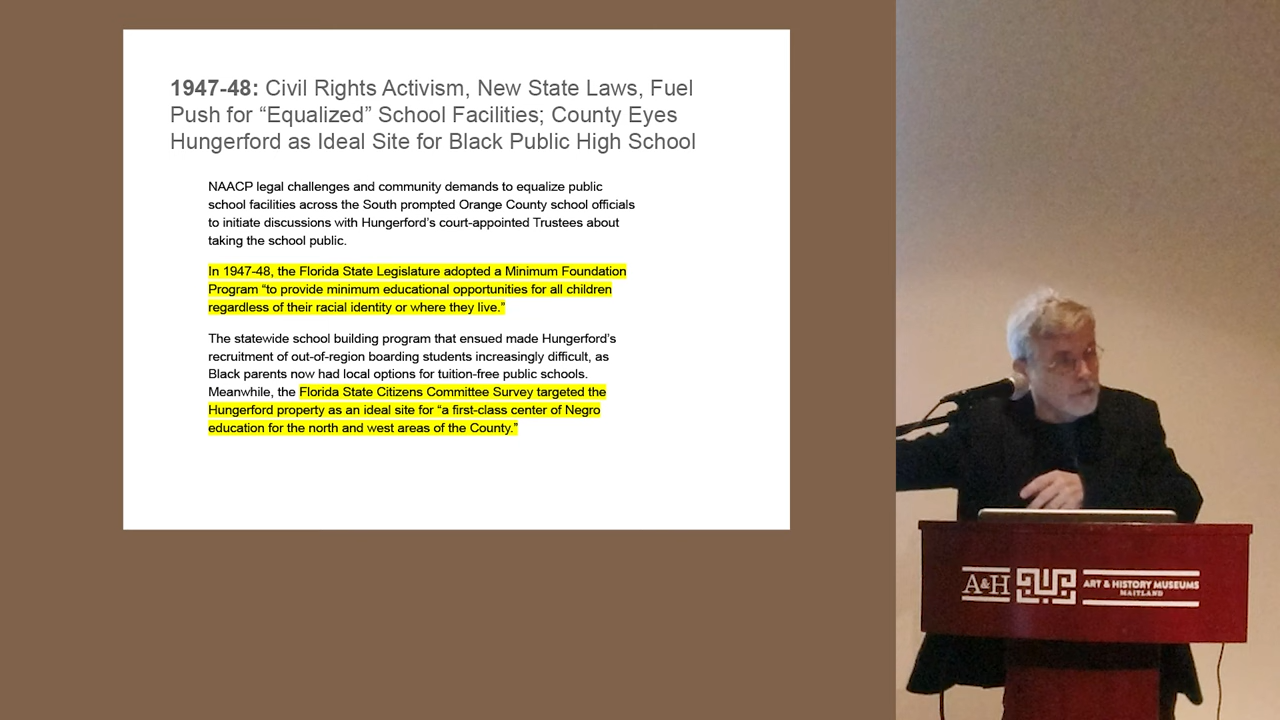 1947-48: Civil Rights Activism, New State Laws, Fuel
Push for “Equalized” School Facilities; County Eyes
Hungerford as Ideal Site for Black Public High School
NAACP legal challenges and community demands to equalize public
school facilities across the South prompted Orange County school officials
to initiate discussions with Hungerford’s court-appointed Trustees about
taking the school public.
In 1947-48, the Florida State Legislature adopted a Minimum Foundation
Program “to provide minimum educational opportunities for all children
regardless of their racial identity or where they live.”
The statewide school building program that ensued made Hungerford’s
recruitment of out-of-region boarding students increasingly difficult, as
Black parents now had local options for tuition-free public schools.
Meanwhile, the Florida State Citizens Committee Survey targeted the
Hungerford property as an ideal site for “a first-class center of Negro
education for the north and west areas of the County.”
A&H
ART & HISTORY MUSEUMS
MAITLAND